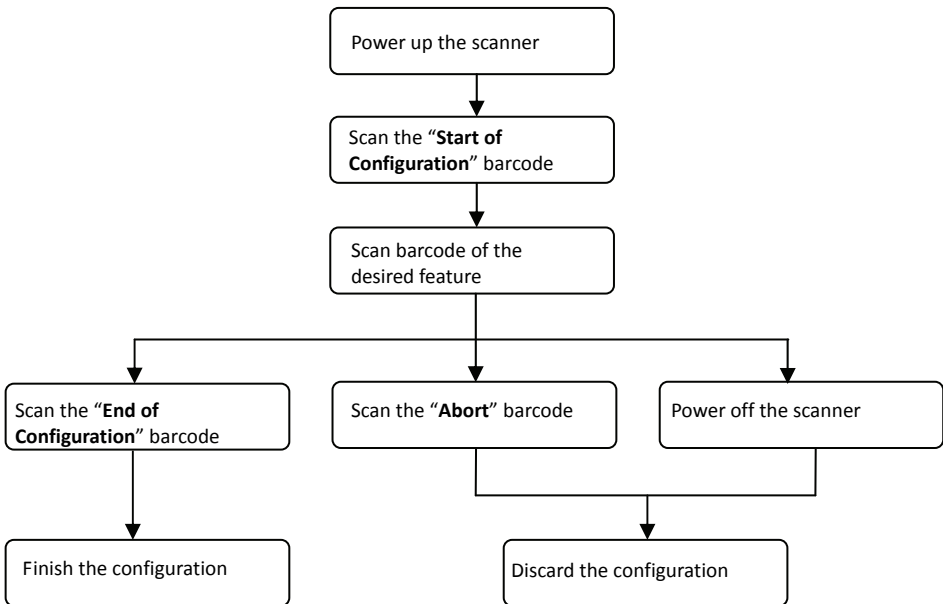 Power up the scanner
Scan the “Start of
Configuration” barcode
Scan barcode of the
desired feature
Scan the “End of
Configuration” barcode
Scan the “Abort” barcode
Power off the scanner
Finish the configuration
Discard the configuration